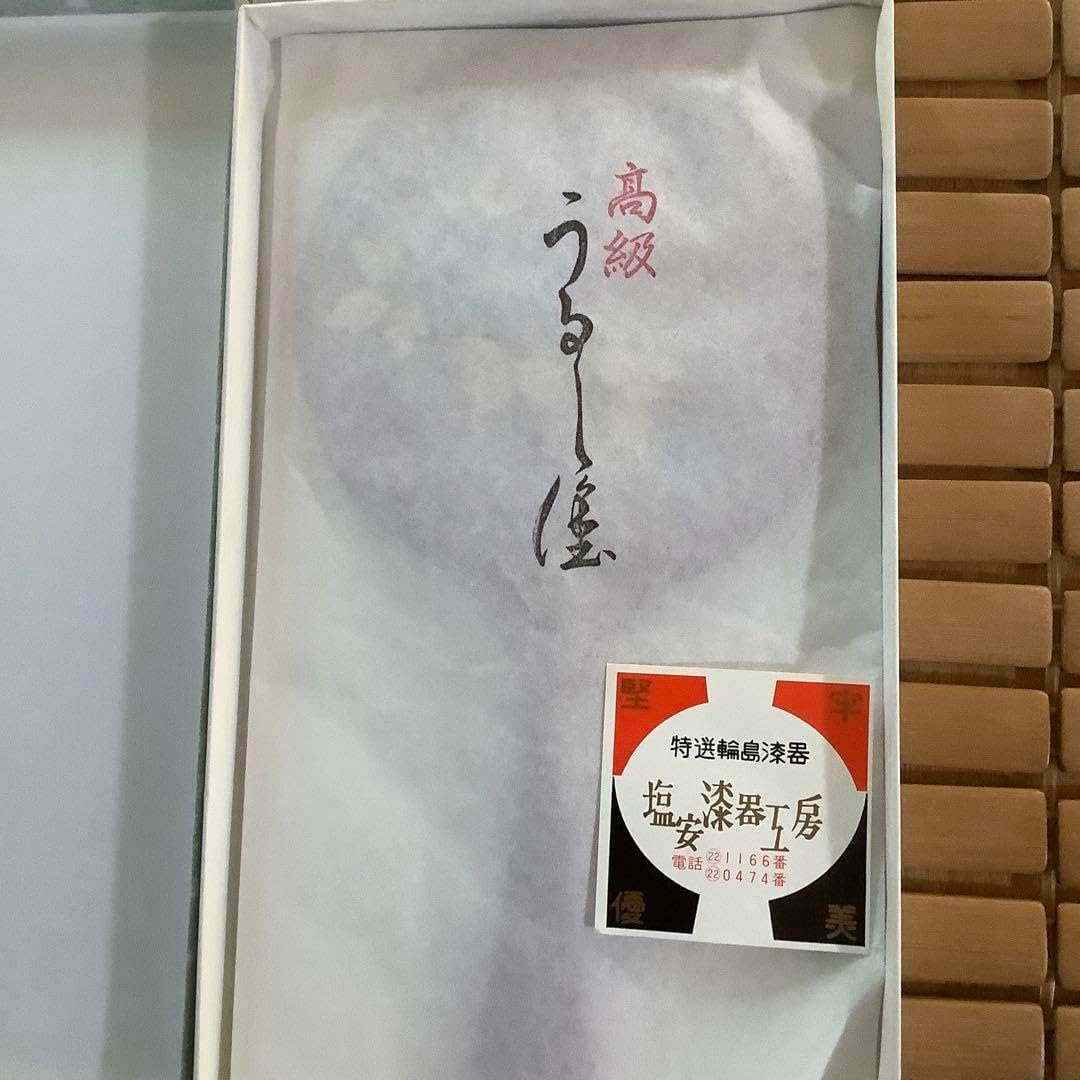 高級
うるし塗
堅牢
特選輪島漆器
塩安漆器工房
電話 ㉒1166番
㉒0474番
優美